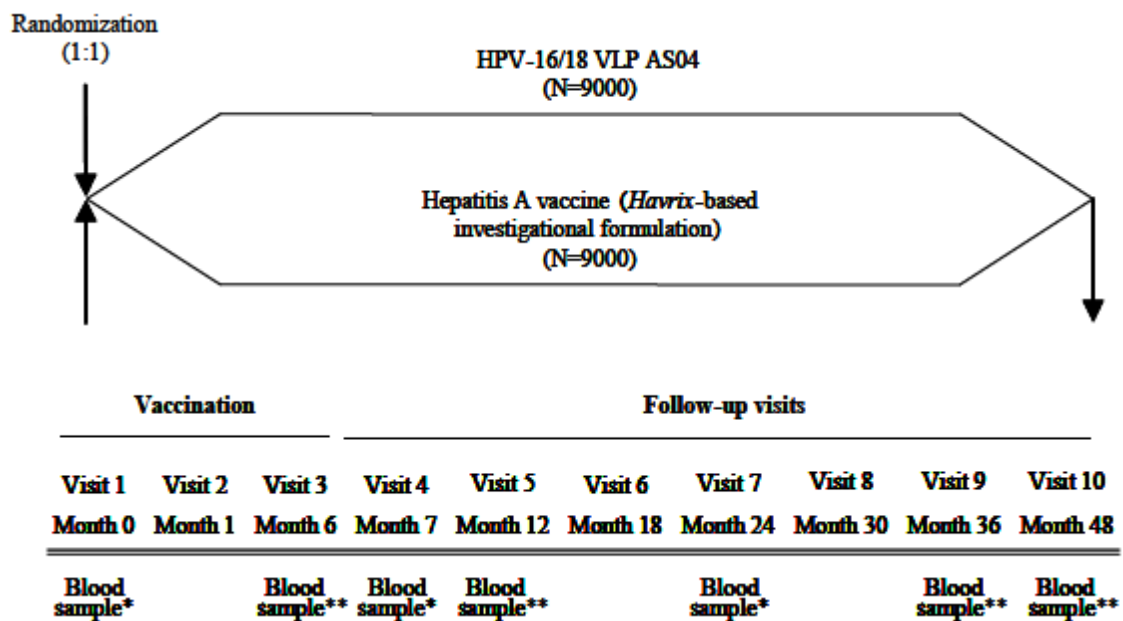 Randomization
(1:1)
HPV-16/18 VLP AS04
(N=9000)
Hepatitis A vaccine (Havrix-based
investigational formulation)
(N=9000)
Vaccination Follow-up visits
Visit 1 Visit 2 Visit 3 Visit 4 Visit 5 Visit 6 Visit 7 Visit 8 Visit 9 Visit 10
Month 0 Month 1 Month 6 Month 7 Month 12 Month 18 Month 24 Month 30 Month 36 Month 48
Blood Blood Blood Blood Blood Blood Blood
sample* sample** sample* sample** sample* sample** sample**